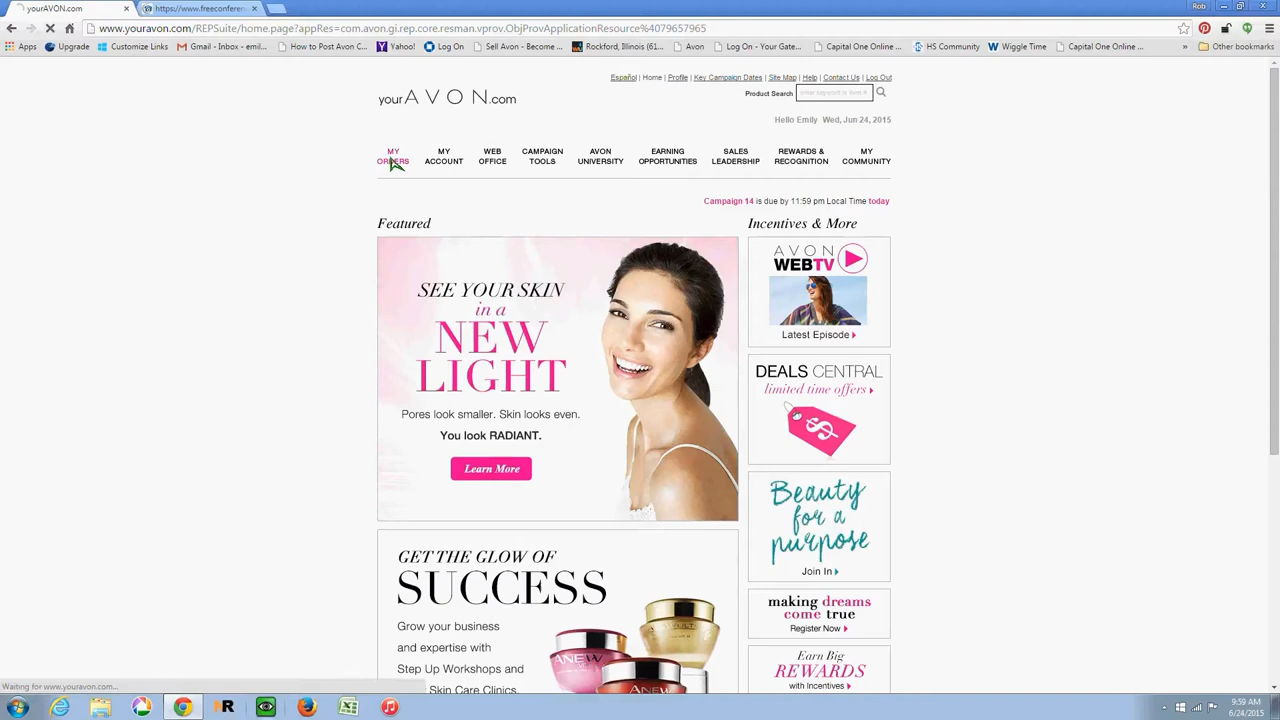 yourAVON.com
https://www.freeconferen
Rob
www.youravon.com/REPSuite/home.page?appRes=com.avon.gi.rep.core.resman.vprov.ObjProvApplicationResource%4079657965
Apps Upgrade Customize Links Gmail - Inbox - emil... How to Post Avon C... Yahoo! Log On Sell Avon - Become ... Rockford, Illinois (61... Avon Log On - Your Gate... Capital One Online ... HS Community Wiggle Time Capital One Online ... » Other bookmarks
Español | Home | Profile | Key Campaign Dates | Site Map | Help | Contact Us | Log Out
yourAVON.com
Product Search enter keyword or item #
Hello Emily Wed, Jun 24, 2015
MY ORDERS
MY ACCOUNT
WEB OFFICE
CAMPAIGN TOOLS
AVON UNIVERSITY
EARNING OPPORTUNITIES
SALES LEADERSHIP
REWARDS & RECOGNITION
MY COMMUNITY
Campaign 14 is due by 11:59 pm Local Time today
Featured
SEE YOUR SKIN
in a
NEW
LIGHT
Pores look smaller. Skin looks even.
You look RADIANT.
Learn More
GET THE GLOW OF
SUCCESS
Grow your business
and expertise with
Step Up Workshops and
Skin Care Clinics.
ANEW
ANEW
Incentives & More
AVON
WEBTV
Latest Episode
DEALS CENTRAL
limited time offers
$
Beauty
for a
purpose
Join In
making dreams
come true
Register Now
Earn Big
REWARDS
with Incentives
Waiting for www.youravon.com...
9:59 AM
6/24/2015